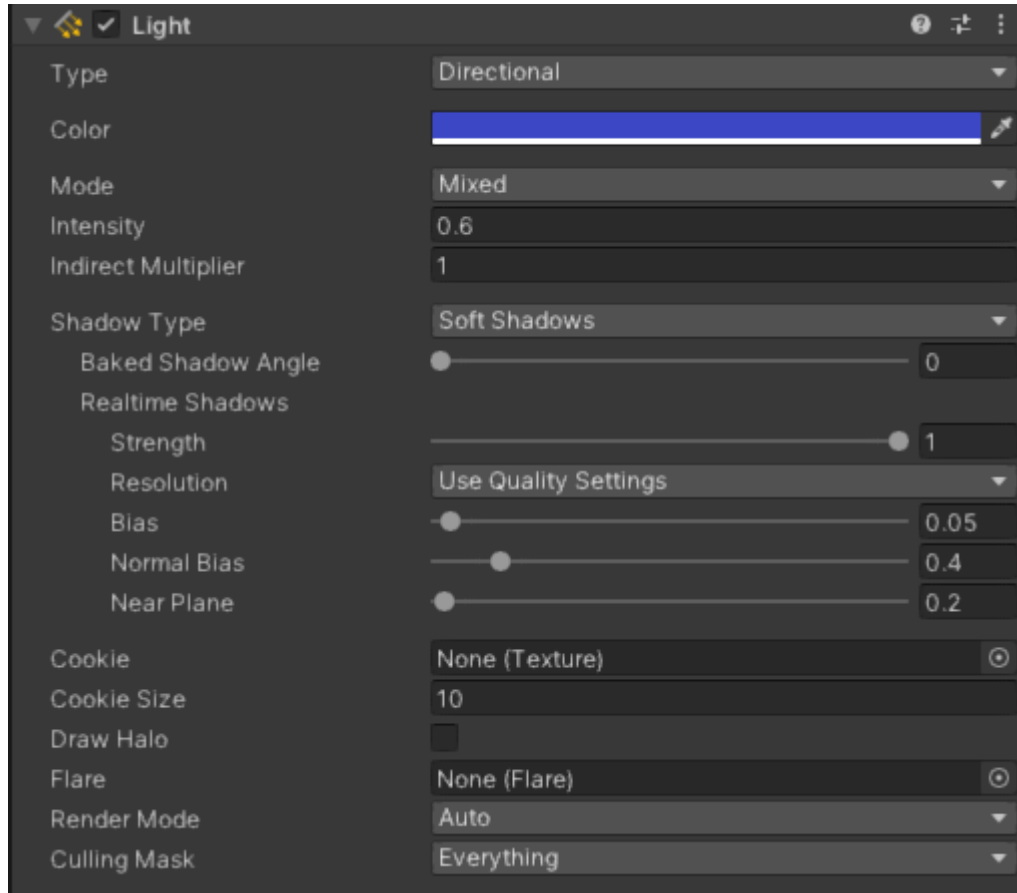 Light
Type Directional
Color
Mode Mixed
Intensity 0.6
Indirect Multiplier 1
Shadow Type Soft Shadows
Baked Shadow Angle 0
Realtime Shadows
Strength 1
Resolution Use Quality Settings
Bias 0.05
Normal Bias 0.4
Near Plane 0.2
Cookie None (Texture)
Cookie Size 10
Draw Halo
Flare None (Flare)
Render Mode Auto
Culling Mask Everything